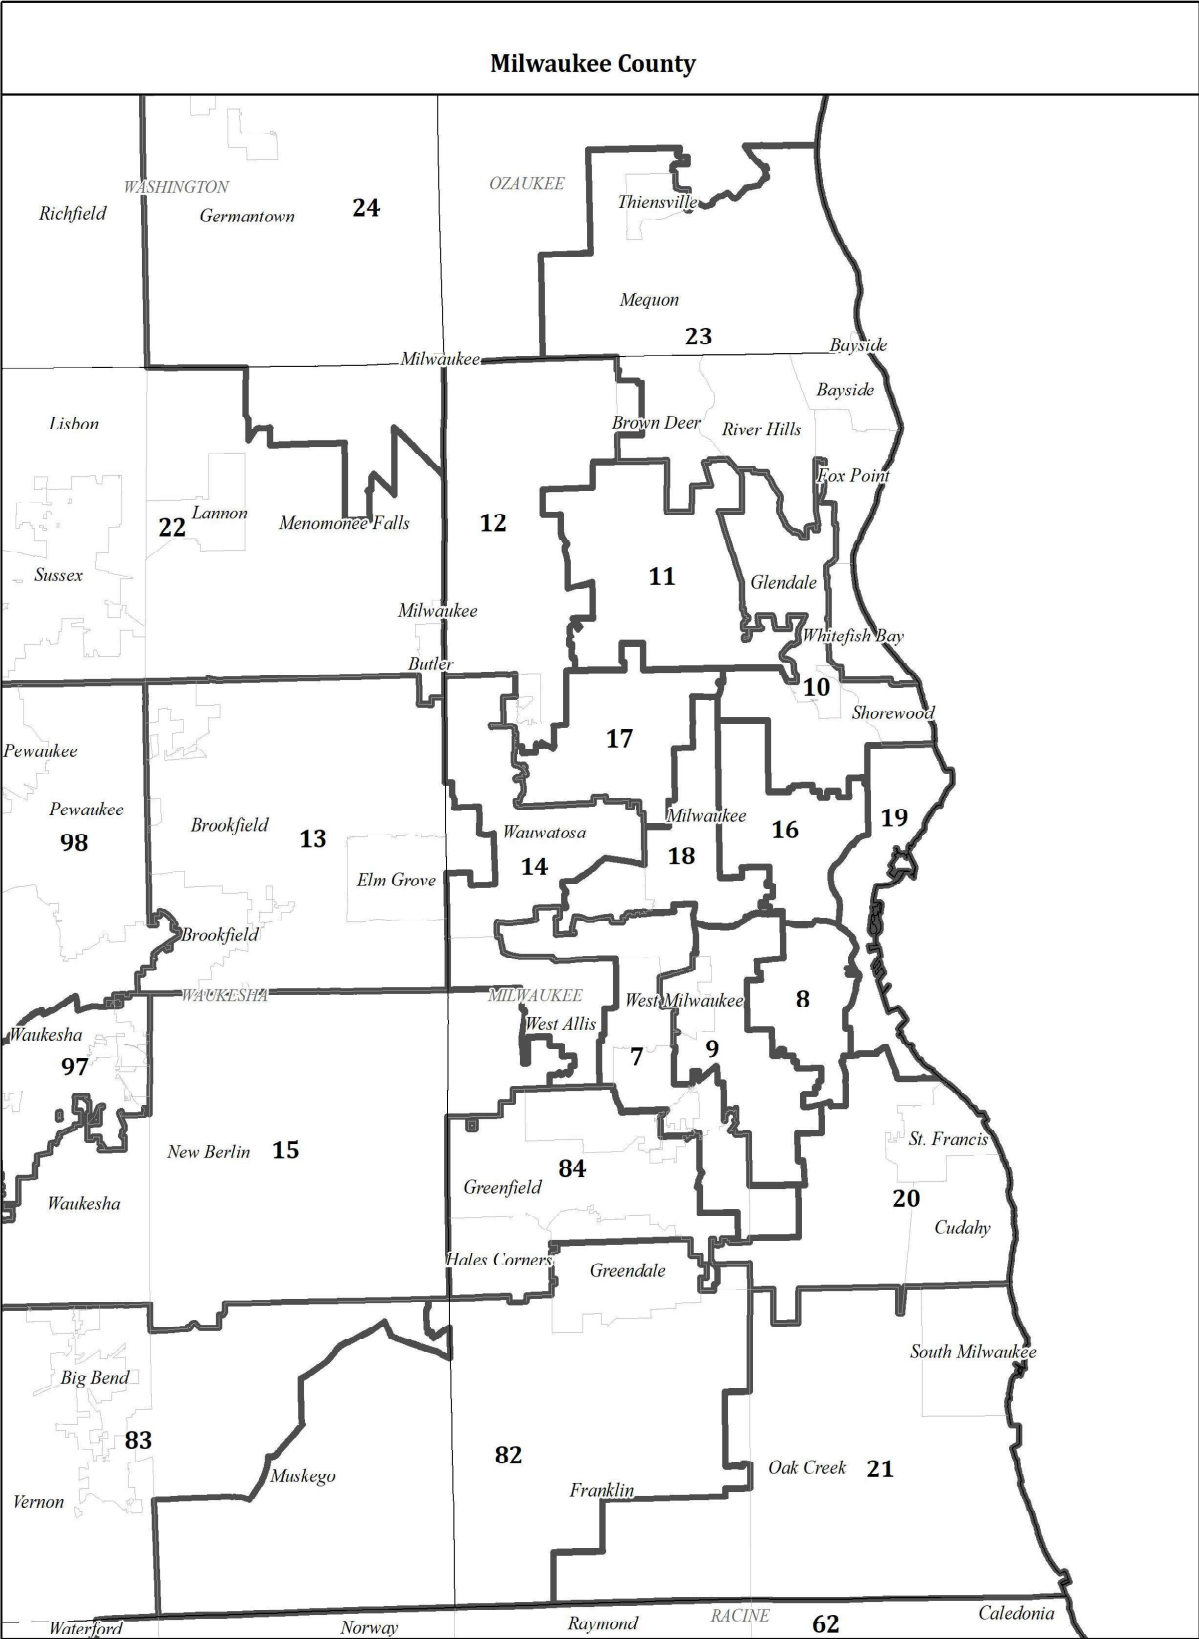 Milwaukee County
WASHINGTON
OZAUKEE
Richfield
Germantown
24
Thiensville
Mequon
23
Bayside
Milwaukee
Bayside
Lisbon
Brown Deer
River Hills
Fox Point
Lannon
22
Menomonee Falls
12
Sussex
11
Glendale
Milwaukee
Whitefish Bay
Butler
10
Shorewood
17
Pewaukee
Pewaukee
98
Brookfield
13
Wauwatosa
Milwaukee
16
19
14
18
Elm Grove
Brookfield
WAUKESHA
MILWAUKEE
West Milwaukee
8
Waukesha
West Allis
97
7
9
New Berlin
15
St. Francis
84
Greenfield
20
Waukesha
Cudahy
Hales Corners
Greendale
South Milwaukee
Big Bend
83
82
Oak Creek
21
Muskego
Franklin
Vernon
RACINE
Caledonia
Waterford
Norway
Raymond
62